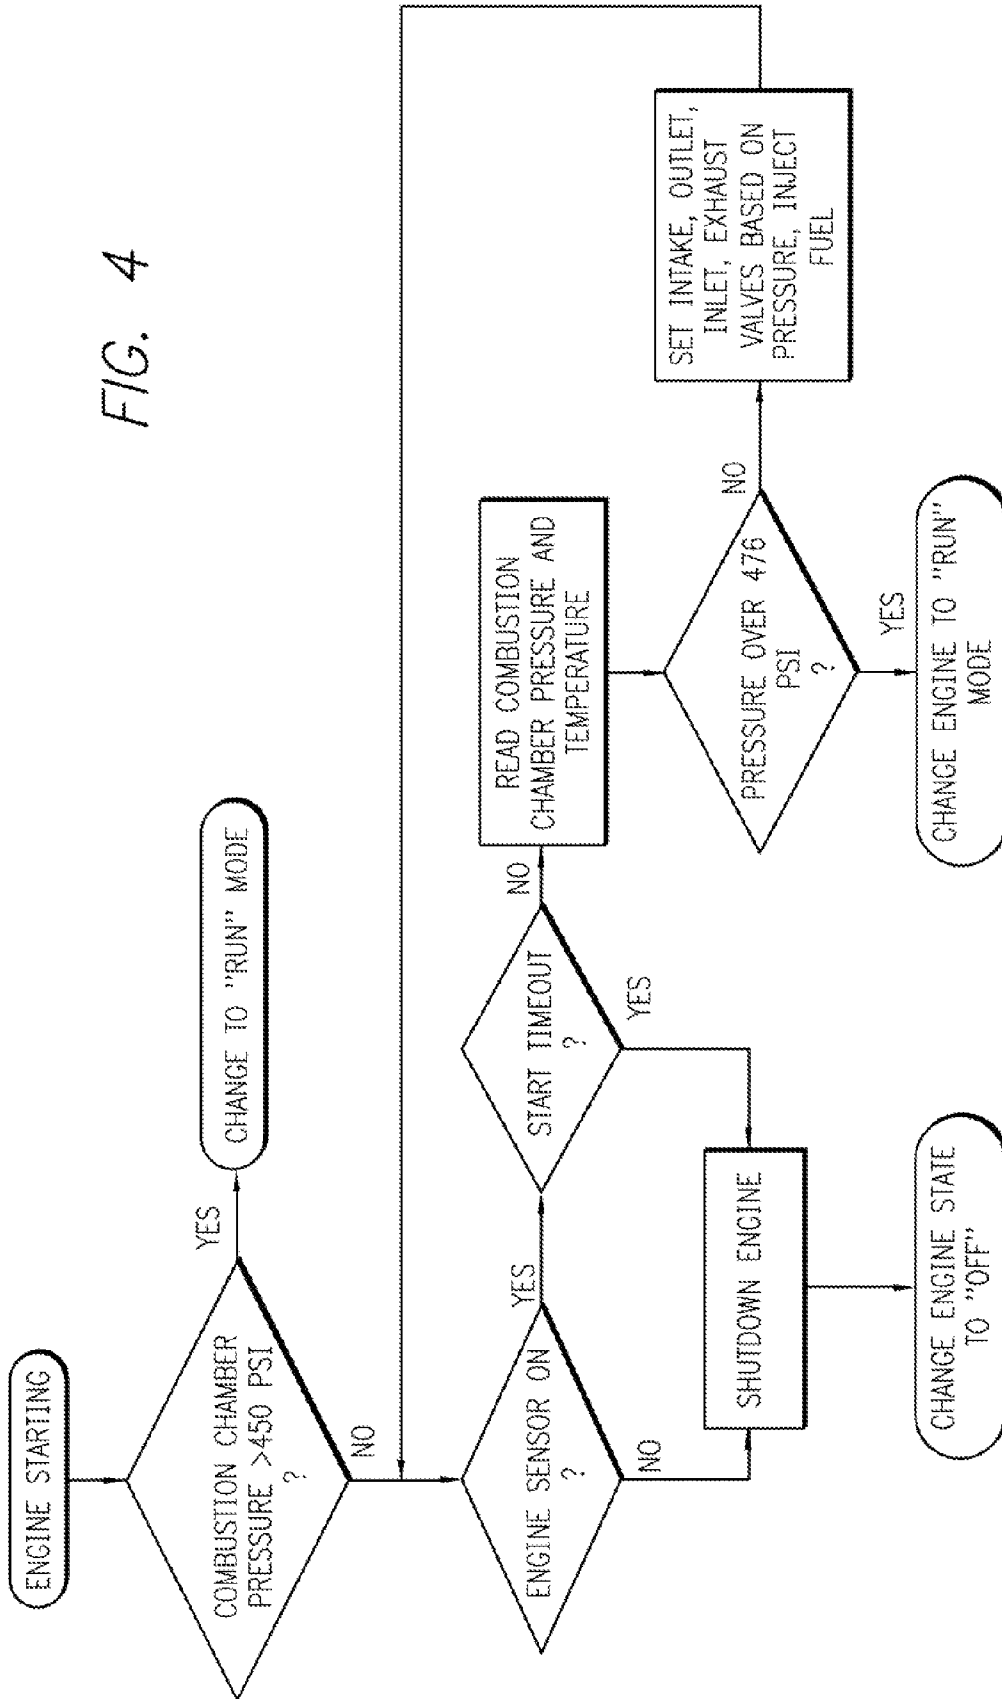 FIG. 4
ENGINE STARTING
COMBUSTION CHAMBER
PRESSURE >450 PSI
?
YES
CHANGE TO "RUN" MODE
NO
ENGINE SENSOR ON
?
YES
NO
START TIMEOUT
?
NO
YES
SHUTDOWN ENGINE
CHANGE ENGINE STATE
TO "OFF"
READ COMBUSTION
CHAMBER PRESSURE AND
TEMPERATURE
PRESSURE OVER 476
PSI
?
NO
YES
CHANGE ENGINE TO "RUN"
MODE
SET INTAKE, OUTLET,
INLET, EXHAUST
VALVES BASED ON
PRESSURE, INJECT
FUEL